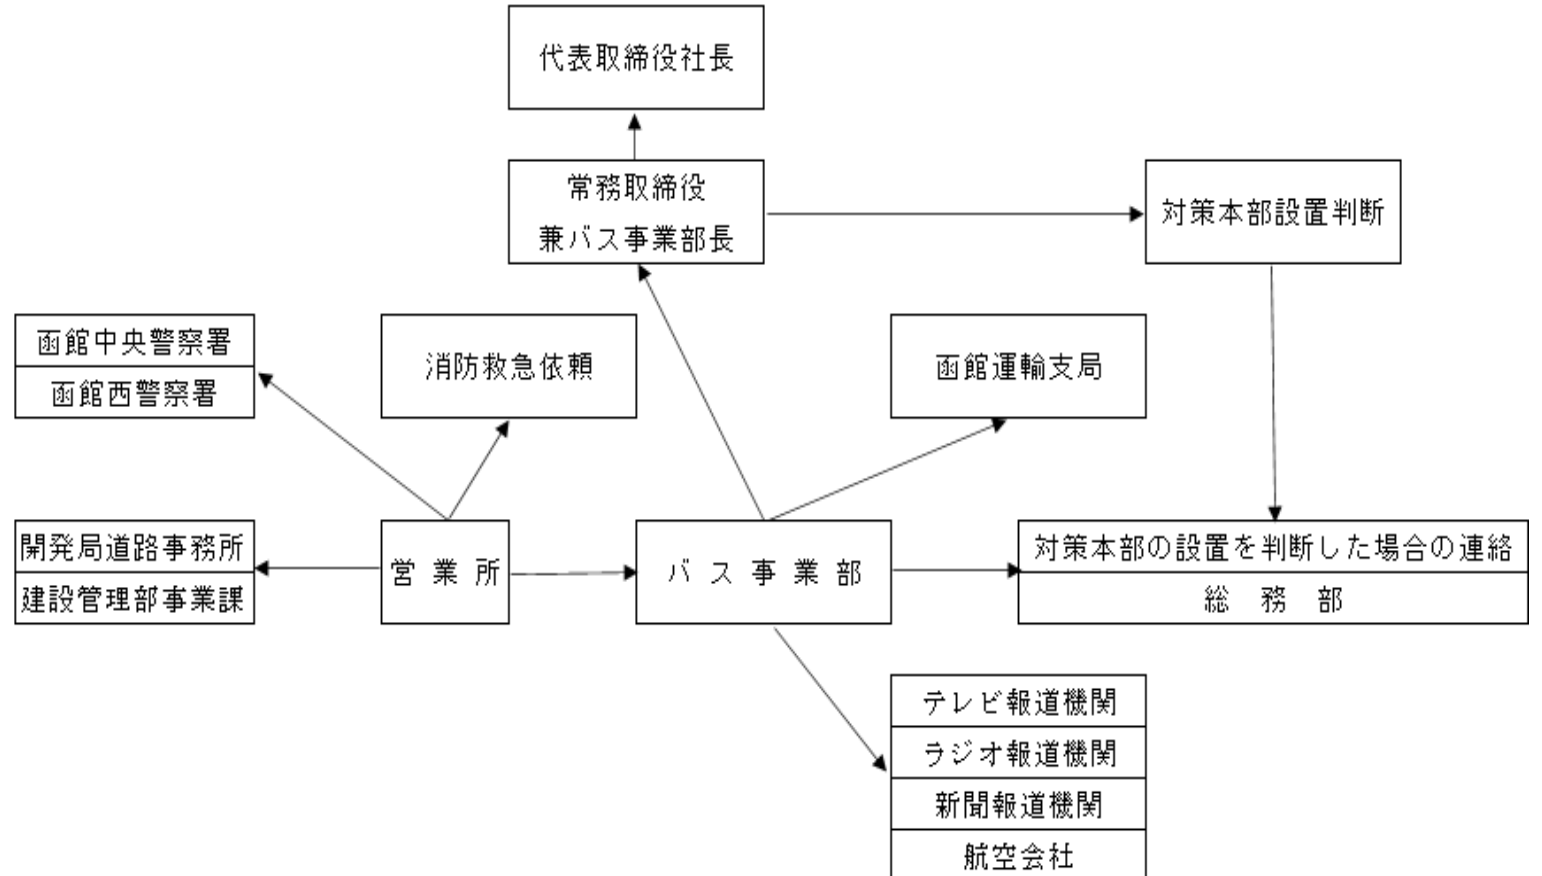 代表取締役社長
常務取締役
兼バス事業部長
対策本部設置判断
函館中央警察署
函館西警察署
消防救急依頼
函館運輸支局
開発局道路事務所
建設管理部事業課
営業所
バス事業部
対策本部の設置を判断した場合の連絡
総務部
テレビ報道機関
ラジオ報道機関
新聞報道機関
航空会社